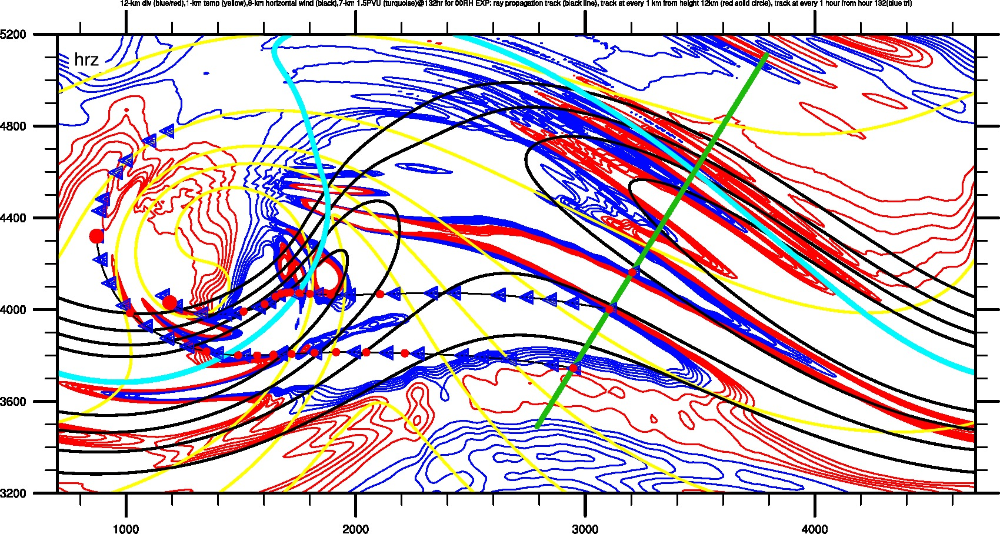 12-km div (blue/red),1-km temp (yellow),8-km horizontal wind (black),7-km 1.5PVU (turquoise)@132hr for 00RH EXP: ray propagation track (black line), track at every 1 km from height 12km (red solid circle), track at every 1 hour from hour 132(blue tri)
5200
hrz
4800
4400
4000
3600
3200
1000 2000 3000 4000